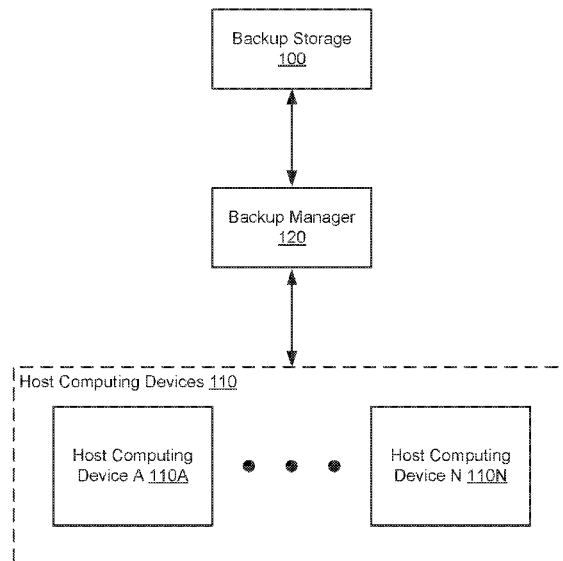 Backup Storage
100
Backup Manager
120
Host Computing Devices 110
Host Computing
Device A 110A
Host Computing
Device N 110N